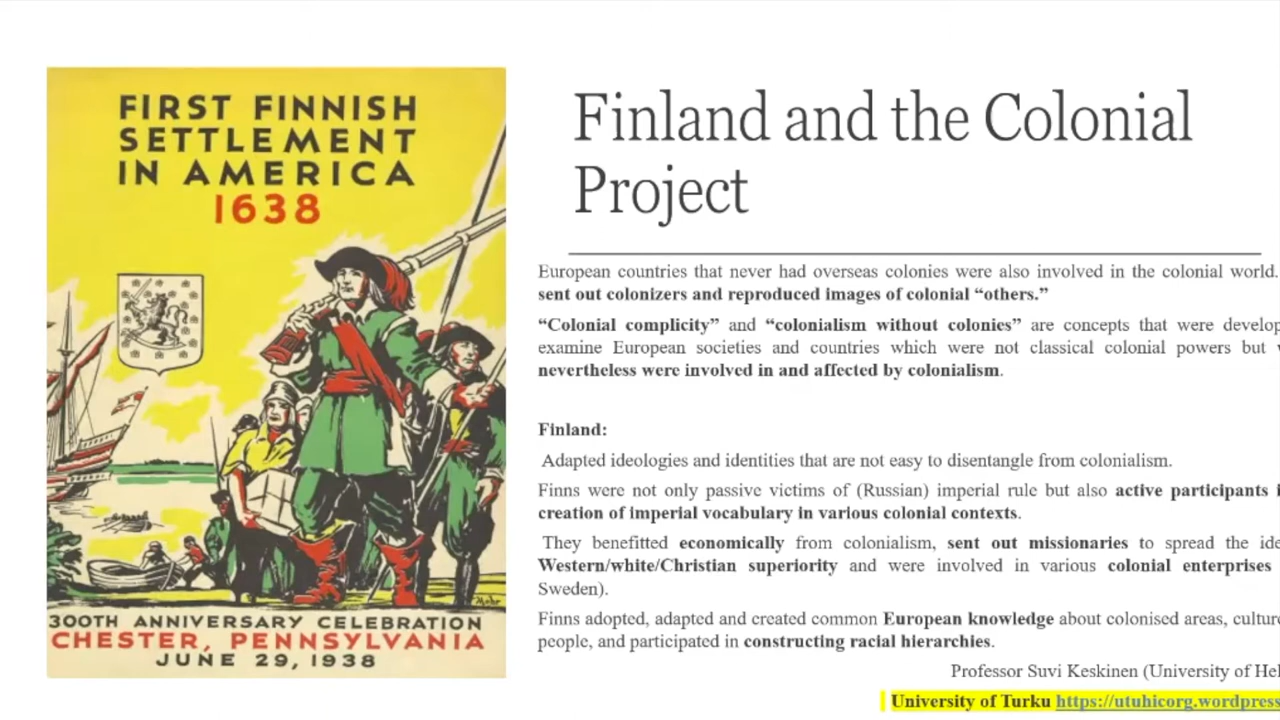 FIRST FINNISH
SETTLEMENT
IN AMERICA
1638
300TH ANNIVERSARY CELEBRATION
CHESTER, PENNSYLVANIA
JUNE 29, 1938
Finland and the Colonial
Project
European countries that never had overseas colonies were also involved in the colonial world.
sent out colonizers and reproduced images of colonial “others.”
“Colonial complicity” and “colonialism without colonies” are concepts that were
examine European societies and countries which were not classical colonial powers but
nevertheless were involved in and affected by colonialism.
Finland:
Adapted ideologies and identities that are not easy to disentangle from colonialism.
Finns were not only passive victims of (Russian) imperial rule but also active participants
creation of imperial vocabulary in various colonial contexts.
They benefitted economically from colonialism, sent out missionaries to spread the
Western/white/Christian superiority and were involved in various colonial enterprises
Sweden).
Finns adopted, adapted and created common European knowledge about colonised areas,
people, and participated in constructing racial hierarchies.
Professor Suvi Keskinen (University of
University of Turku https://utuhicorg.wordpress